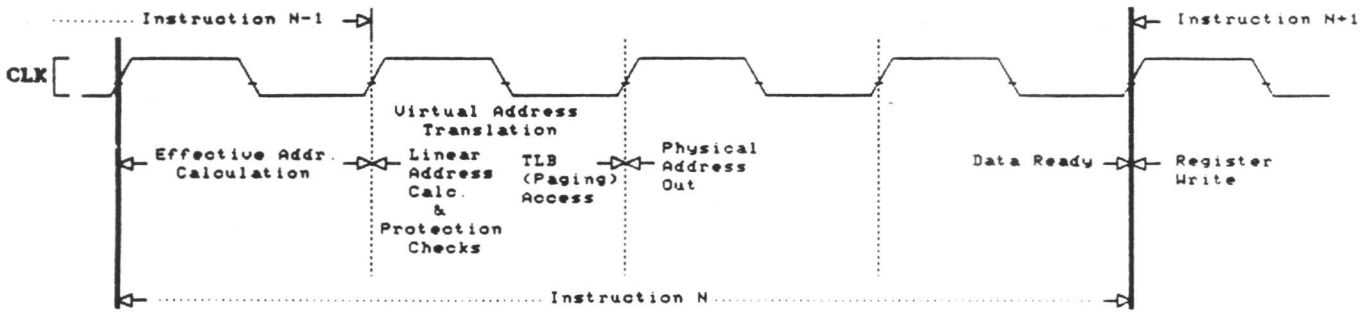 Instruction N-1
Instruction N+1
CLK
Virtual Address
Translation
Effective Addr.
Calculation
Linear
Address
Calc.
&
Protection
Checks
TLB
(Paging)
Access
Physical
Address
Out
Data Ready
Register
Write
Instruction N